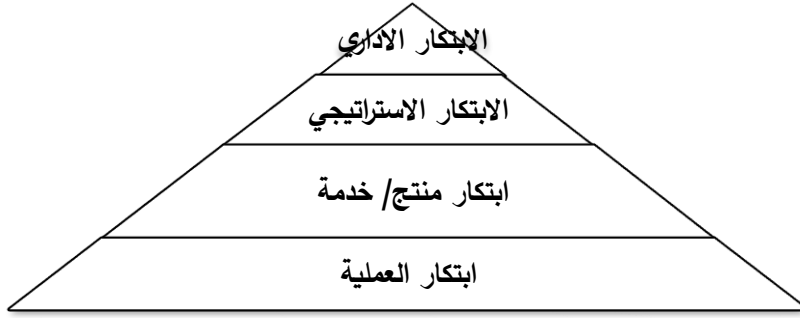 الابتكار الاداري
الابتكار الاستراتيجي
ابتكار منتج/ خدمة
ابتكار العملية